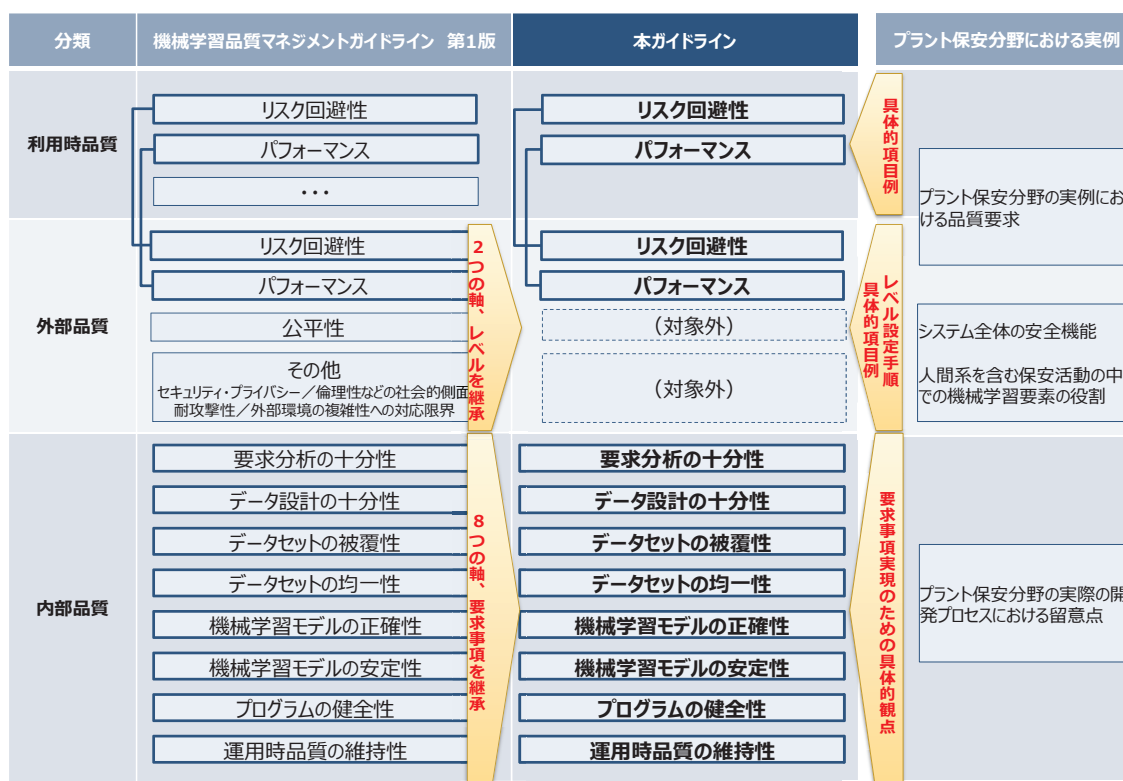 分類
機械学習品質マネジメントガイドライン 第1版
本ガイドライン
プラント保安分野における実例
利用時品質
リスク回避性
パフォーマンス
・・・
リスク回避性
パフォーマンス
具体的項目例
プラント保安分野の実例にお
ける品質要求
外部品質
リスク回避性
パフォーマンス
公平性
その他
セキュリティ・プライバシー／倫理性などの社会的側面
耐攻撃性／外部環境の複雑性への対応限界
2つの軸、レベルを継承
リスク回避性
パフォーマンス
（対象外）
（対象外）
レベル設定手順
具体的項目例
システム全体の安全機能
人間系を含む保安活動の中
での機械学習要素の役割
内部品質
要求分析の十分性
データ設計の十分性
データセットの被覆性
データセットの均一性
機械学習モデルの正確性
機械学習モデルの安定性
プログラムの健全性
運用時品質の維持性
8つの軸、要求事項を継承
要求分析の十分性
データ設計の十分性
データセットの被覆性
データセットの均一性
機械学習モデルの正確性
機械学習モデルの安定性
プログラムの健全性
運用時品質の維持性
要求事項実現のための具体的観点
プラント保安分野の実際の開
発プロセスにおける留意点